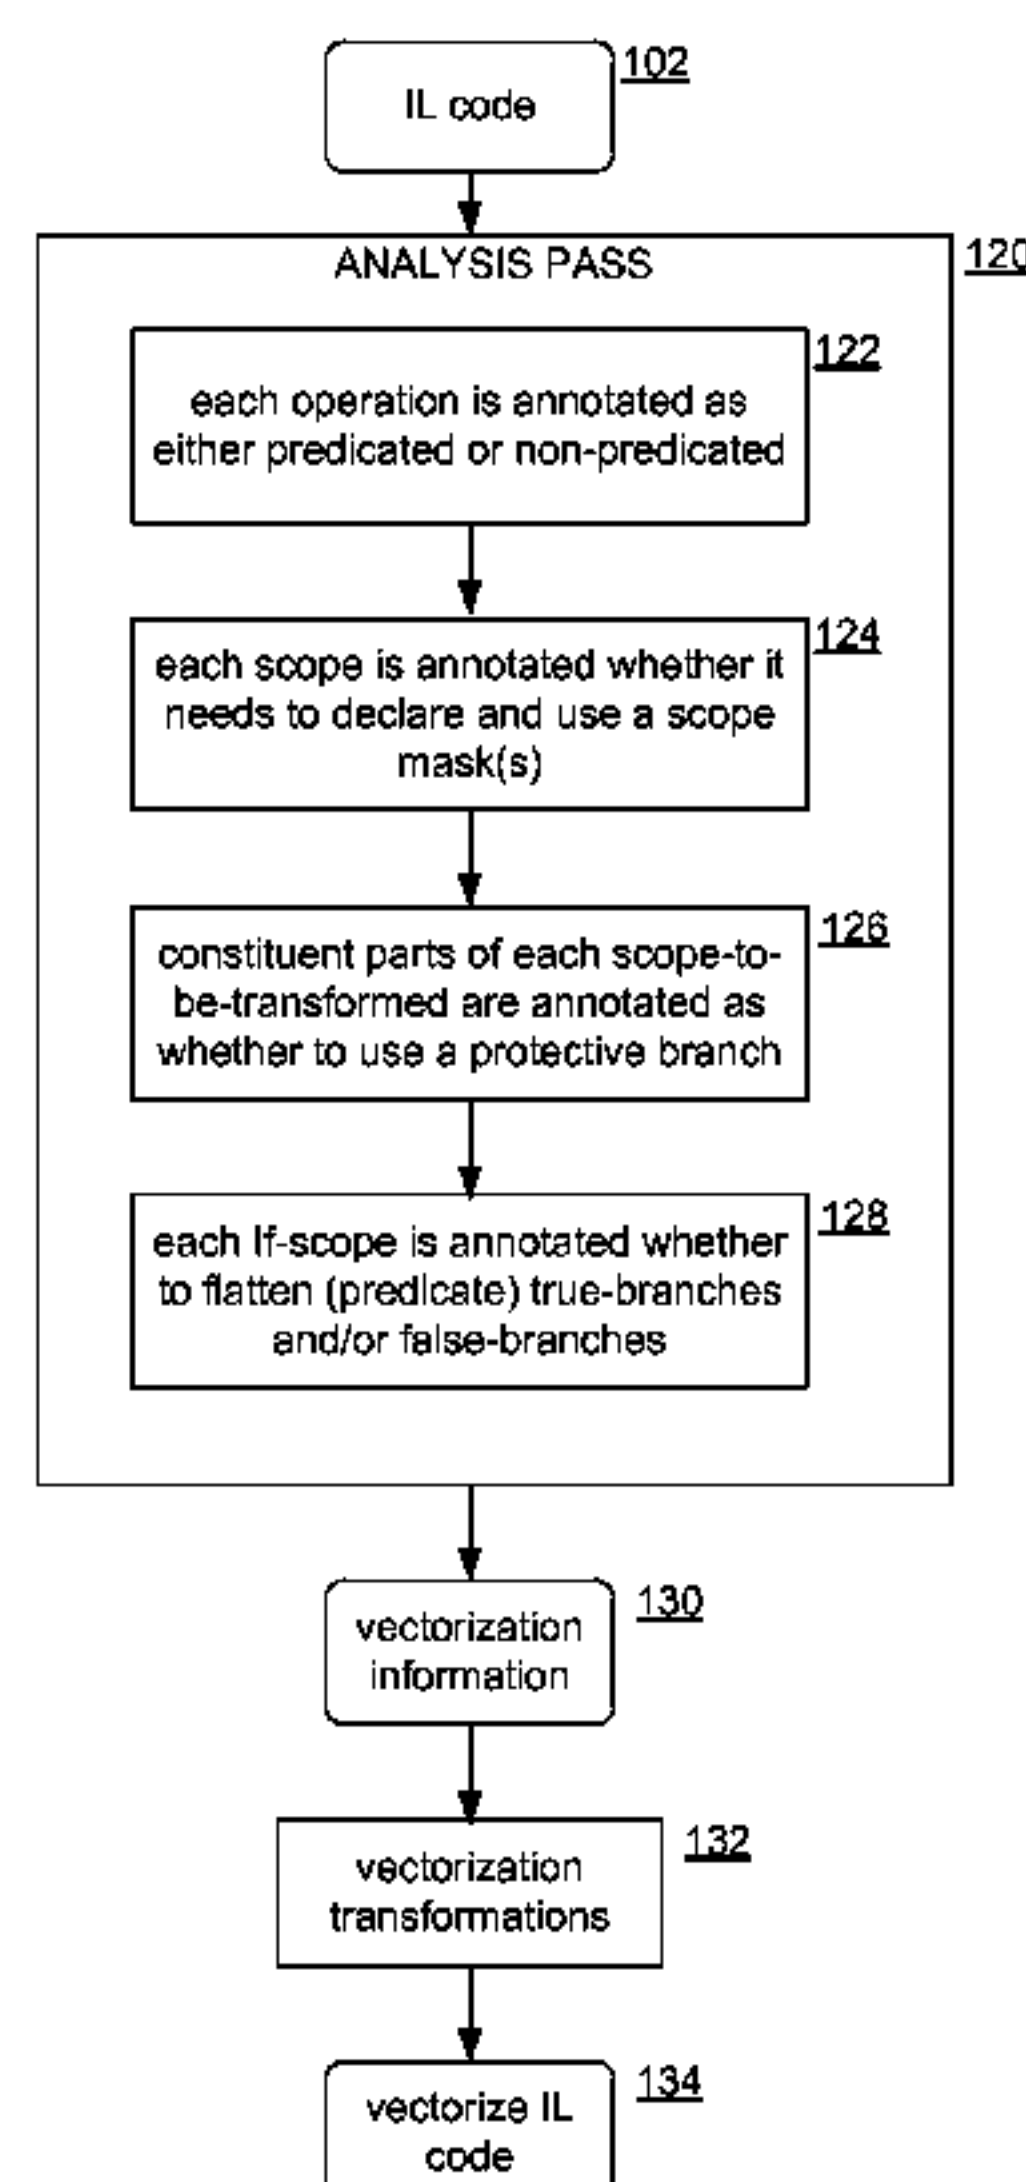 IL code
102
ANALYSIS PASS
120
each operation is annotated as
either predicated or non-predicated
122
each scope is annotated whether it
needs to declare and use a scope
mask(s)
124
constituent parts of each scope-to-
be-transformed are annotated as
whether to use a protective branch
126
each If-scope is annotated whether
to flatten (predicate) true-branches
and/or false-branches
128
vectorization
information
130
vectorization
transformations
132
vectorize IL
code
134